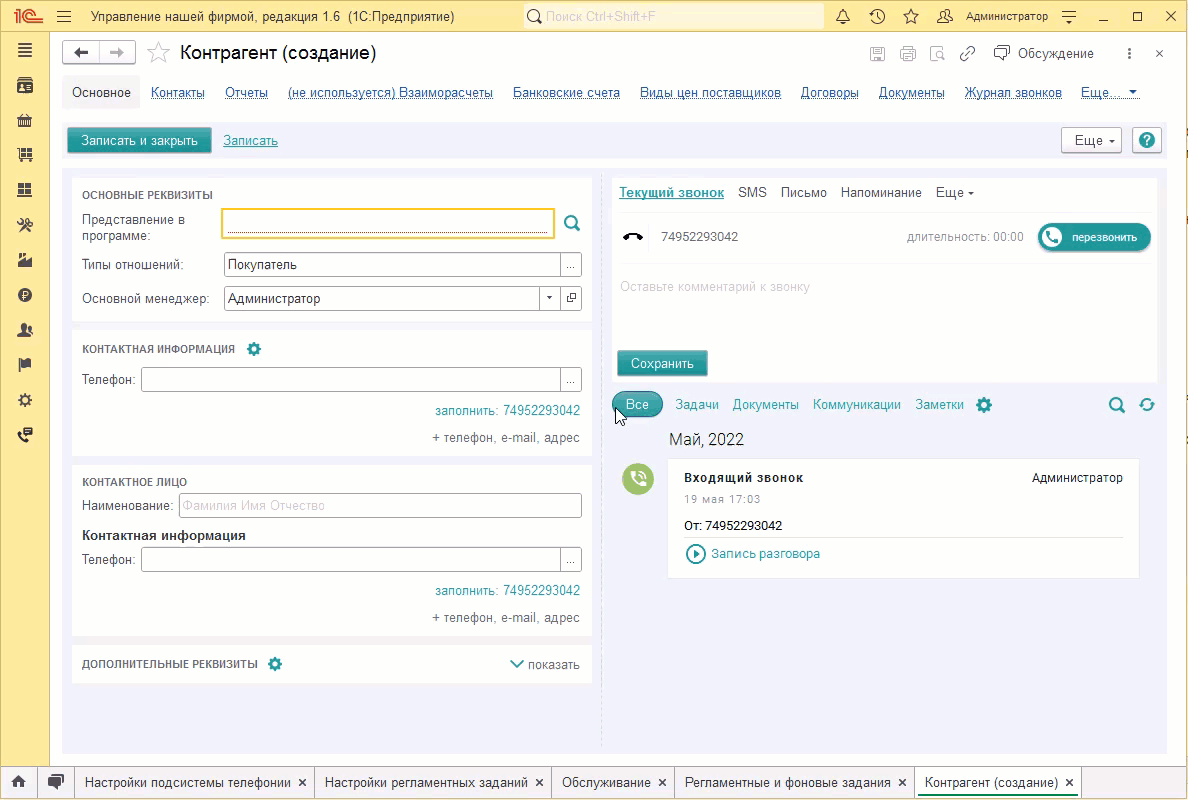 1С Управление нашей фирмой, редакция 1.6 (1С:Предприятие) Поиск Ctrl+Shift+F Администратор
Контрагент (создание) Обсуждение
Основное Контакты Отчеты (не используется) Взаиморасчеты Банковские счета Виды цен поставщиков Договоры Документы Журнал звонков Еще...
Записать и закрыть Записать Еще ?
ОСНОВНЫЕ РЕКВИЗИТЫ
Представление в
программе:
Типы отношений: Покупатель ...
Основной менеджер: Администратор
КОНТАКТНАЯ ИНФОРМАЦИЯ
Телефон: ...
заполнить: 74952293042
+ телефон, e-mail, адрес
КОНТАКТНОЕ ЛИЦО
Наименование: Фамилия Имя Отчество
Контактная информация
Телефон: ...
заполнить: 74952293042
+ телефон, e-mail, адрес
ДОПОЛНИТЕЛЬНЫЕ РЕКВИЗИТЫ показать
Текущий звонок SMS Письмо Напоминание Еще
74952293042 длительность: 00:00 перезвонить
Оставьте комментарий к звонку
Сохранить
Все Задачи Документы Коммуникации Заметки
Май, 2022
Входящий звонок Администратор
19 мая 17:03
От: 74952293042
Запись разговора
Настройки подсистемы телефонии × Настройки регламентных заданий × Обслуживание × Регламентные и фоновые задания × Контрагент (создание) ×